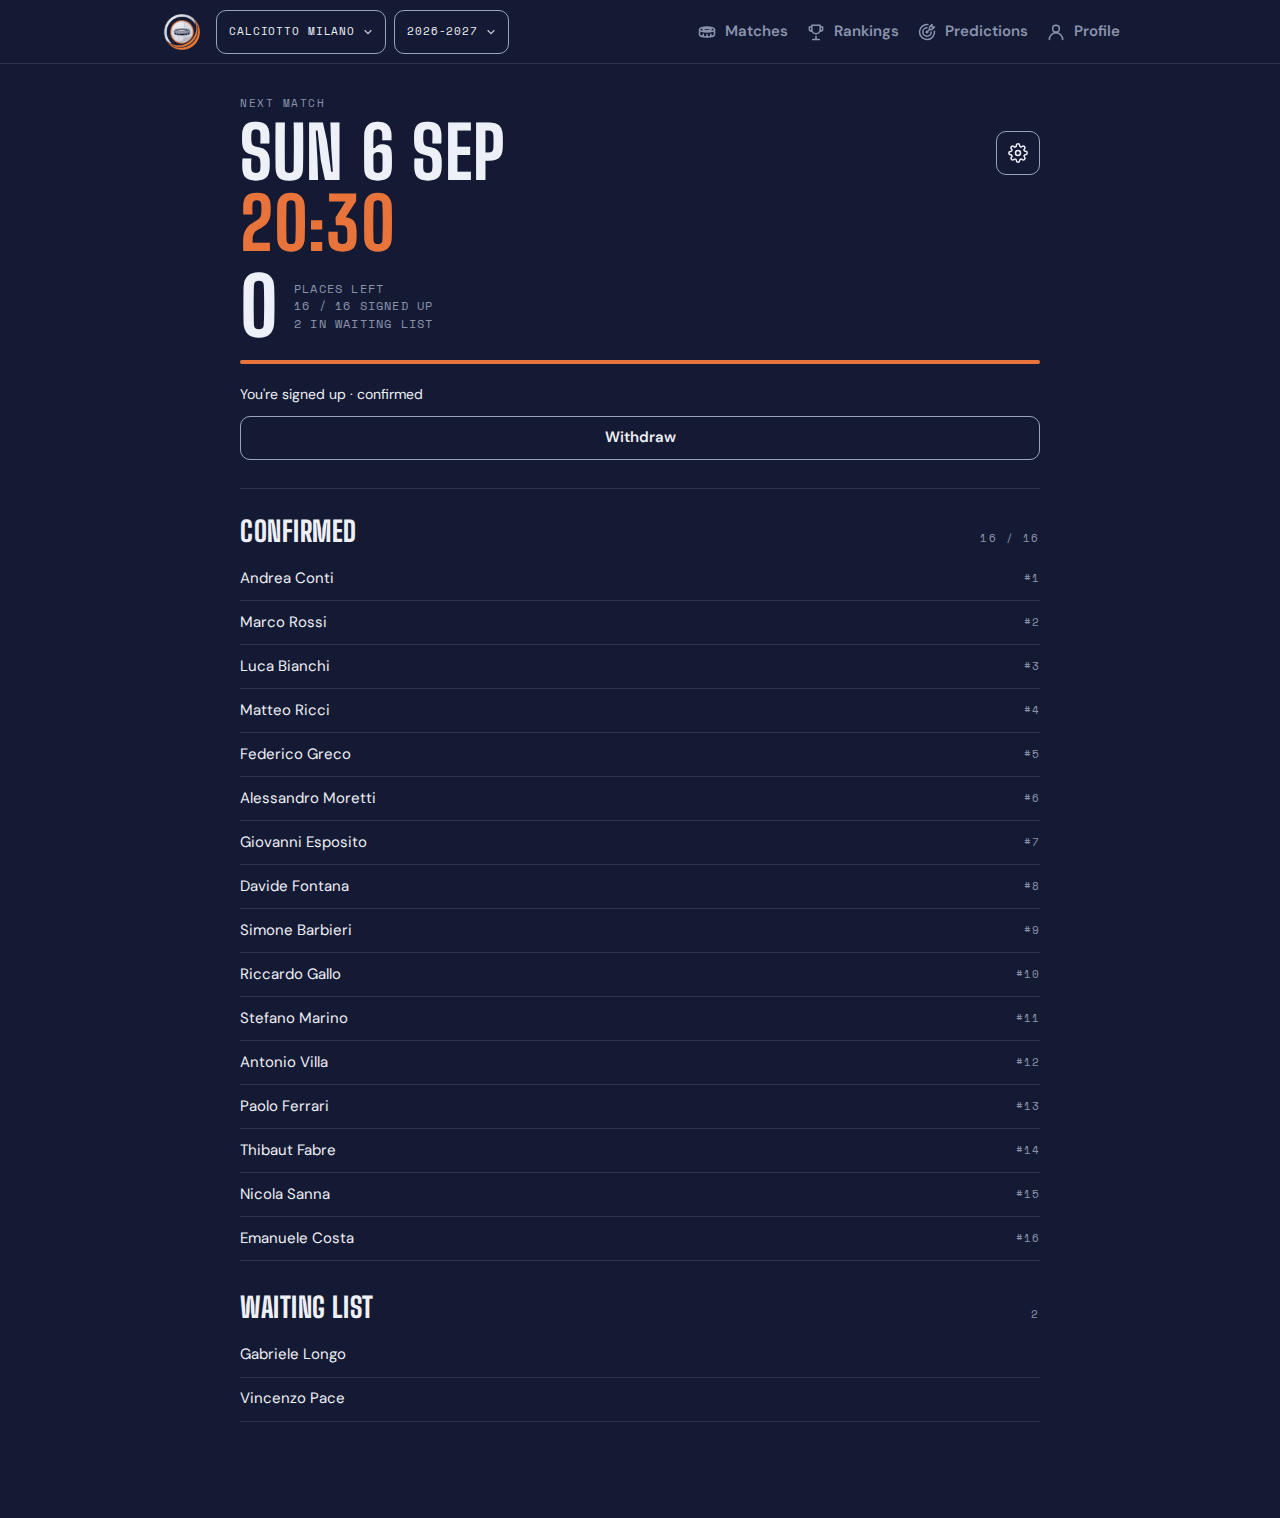 CALCIOTTO MILANO
2026-2027
Matches
Rankings
Predictions
Profile
NEXT MATCH
SUN 6 SEP
20:30
0
PLACES LEFT
16 / 16 SIGNED UP
2 IN WAITING LIST
You're signed up · confirmed
Withdraw
CONFIRMED
16 / 16
Andrea Conti #1
Marco Rossi #2
Luca Bianchi #3
Matteo Ricci #4
Federico Greco #5
Alessandro Moretti #6
Giovanni Esposito #7
Davide Fontana #8
Simone Barbieri #9
Riccardo Gallo #10
Stefano Marino #11
Antonio Villa #12
Paolo Ferrari #13
Thibaut Fabre #14
Nicola Sanna #15
Emanuele Costa #16
WAITING LIST
2
Gabriele Longo
Vincenzo Pace